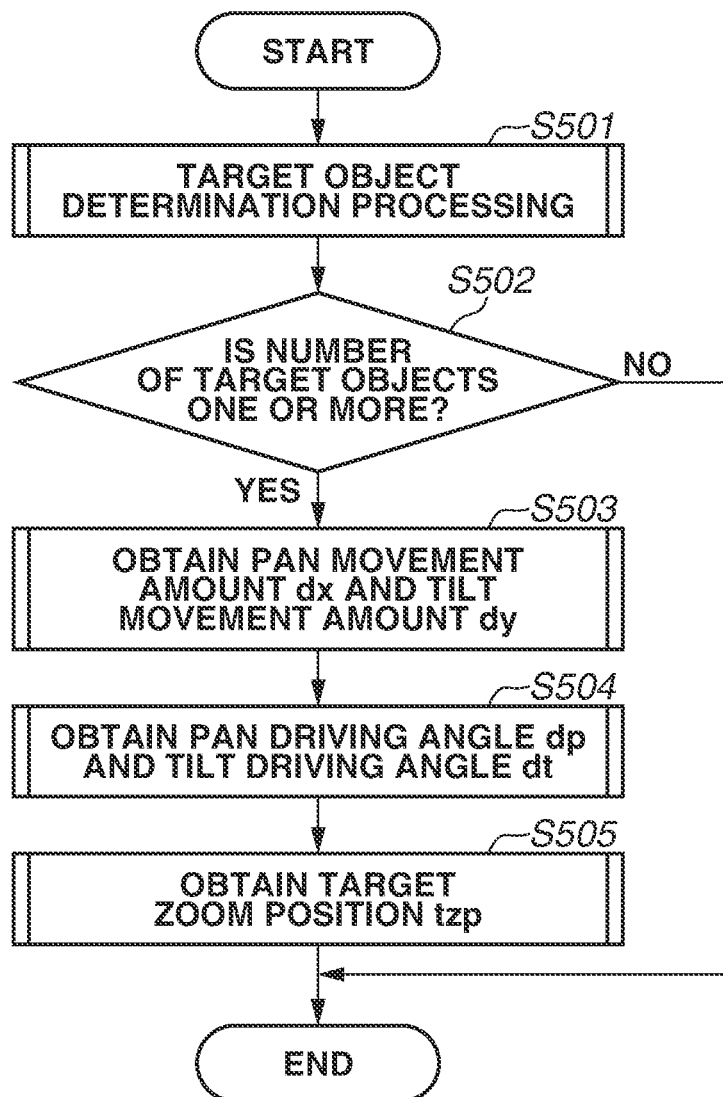 START
S501
TARGET OBJECT
DETERMINATION PROCESSING
S502
IS NUMBER
OF TARGET OBJECTS
ONE OR MORE?
NO
YES
S503
OBTAIN PAN MOVEMENT
AMOUNT dx AND TILT
MOVEMENT AMOUNT dy
S504
OBTAIN PAN DRIVING ANGLE dp
AND TILT DRIVING ANGLE dt
S505
OBTAIN TARGET
ZOOM POSITION tzp
END